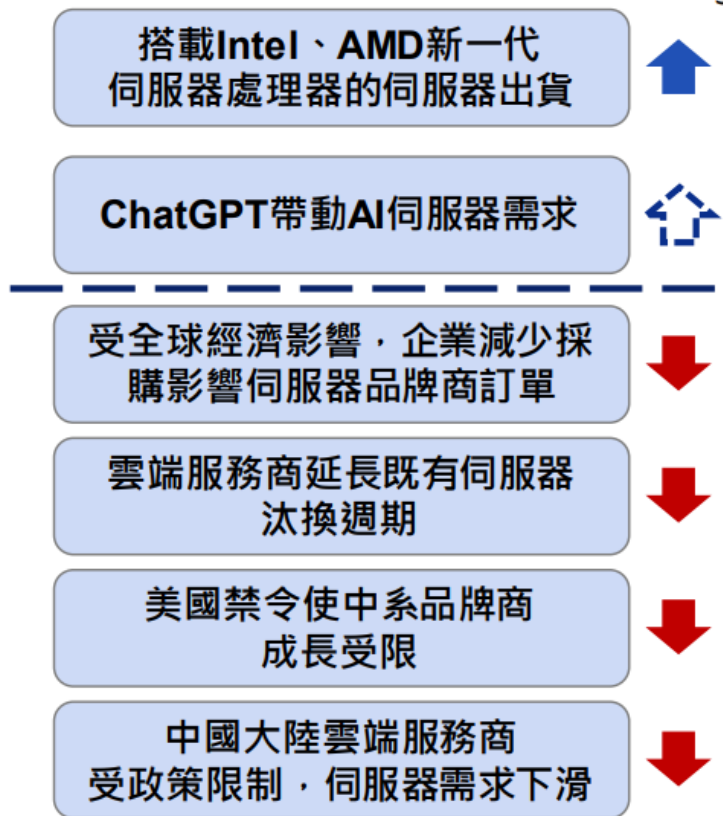 搭載Intel、AMD新一代
伺服器處理器的伺服器出貨
ChatGPT帶動AI伺服器需求
受全球經濟影響，企業減少採
購影響伺服器品牌商訂單
雲端服務商延長既有伺服器
汰換週期
美國禁令使中系品牌商
成長受限
中國大陸雲端服務商
受政策限制，伺服器需求下滑